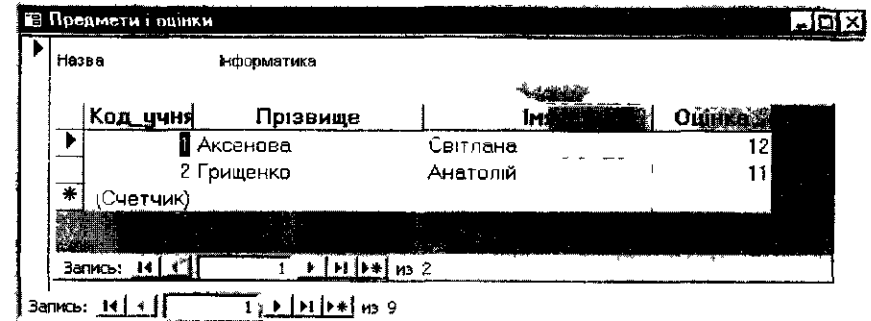 Предмети і оцінки
Назва Інформатика
Код_учня Прізвище Ім Оцінка
1 Аксенова Світлана 12
2 Грищенко Анатолій 11
(Счетчик)
Запись: 1 из 2
Запись: 1 из 9